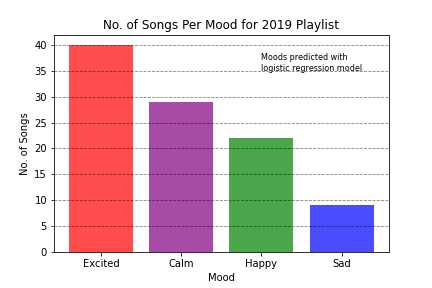 No. of Songs Per Mood for 2019 Playlist
Moods predicted with
logistic regression model
No. of Songs
40
35
30
25
20
15
10
5
0
Excited Calm Happy Sad
Mood